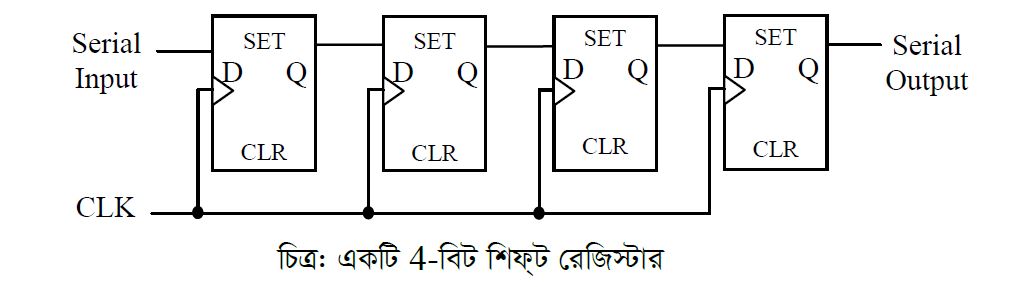 Serial
Input
SET
D Q
CLR
SET
D Q
CLR
SET
D Q
CLR
SET
D Q
CLR
Serial
Output
CLK
চিত্র: একটি 4-বিট শিফ্‌ট রেজিস্টার